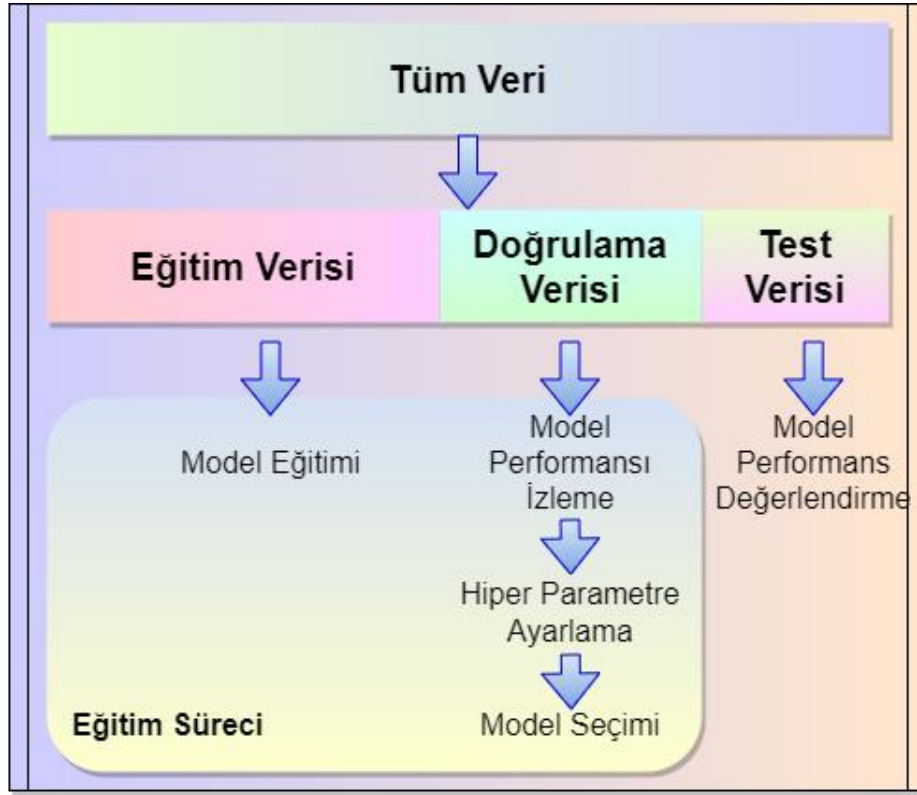 Tüm Veri
Eğitim Verisi
Doğrulama
Verisi
Test
Verisi
Model Eğitimi
Model
Performansı
İzleme
Hiper Parametre
Ayarlama
Model Seçimi
Model
Performans
Değerlendirme
Eğitim Süreci